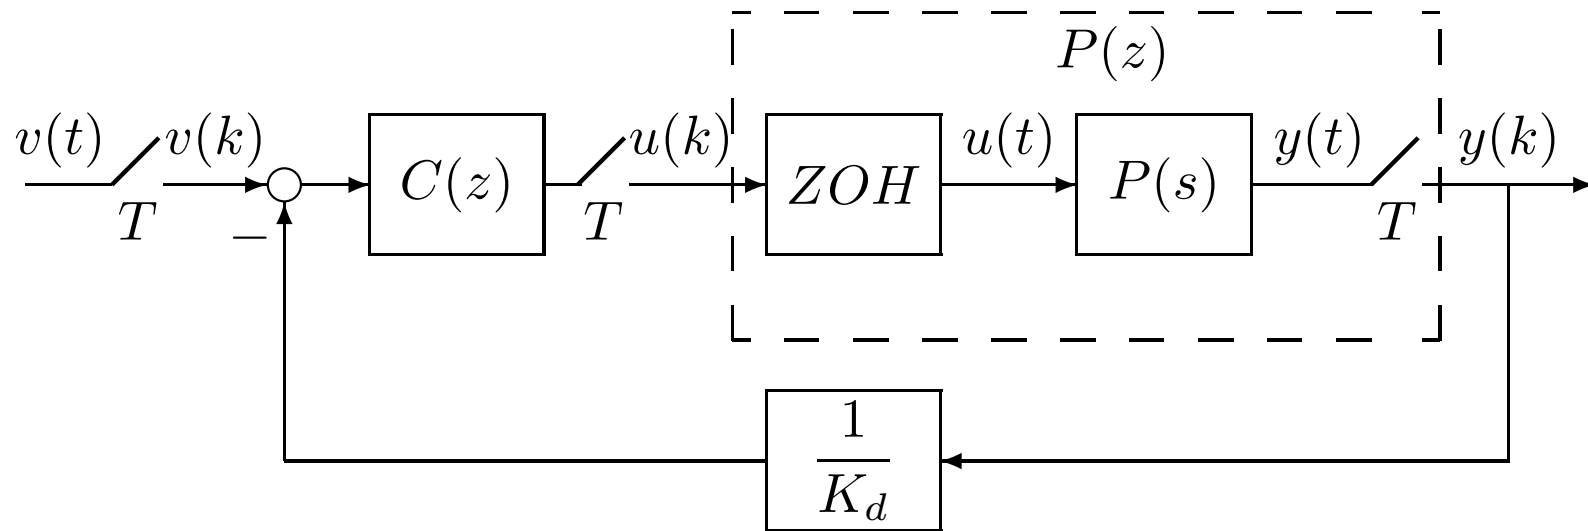 P(z)
v(t) v(k) C(z) u(k) ZOH u(t) P(s) y(t) y(k)
T − T T
1
K_d